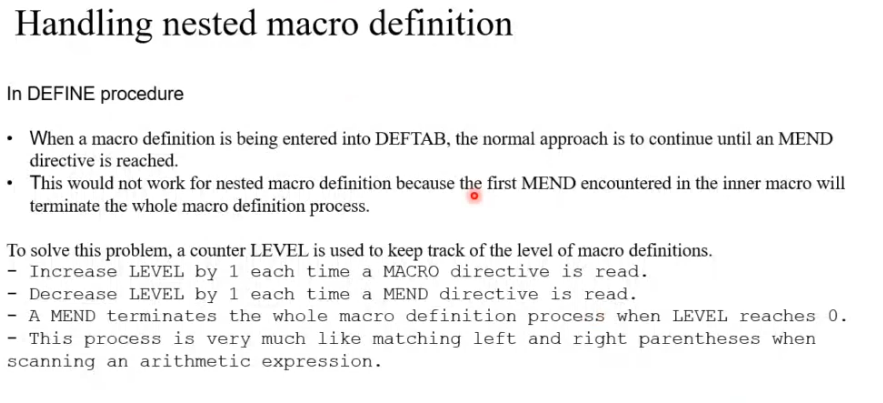 Handling nested macro definition
In DEFINE procedure
• When a macro definition is being entered into DEFTAB, the normal approach is to continue until an MEND
directive is reached.
• This would not work for nested macro definition because the first MEND encountered in the inner macro will
terminate the whole macro definition process.
To solve this problem, a counter LEVEL is used to keep track of the level of macro definitions.
– Increase LEVEL by 1 each time a MACRO directive is read.
– Decrease LEVEL by 1 each time a MEND directive is read.
– A MEND terminates the whole macro definition process when LEVEL reaches 0.
– This process is very much like matching left and right parentheses when
scanning an arithmetic expression.